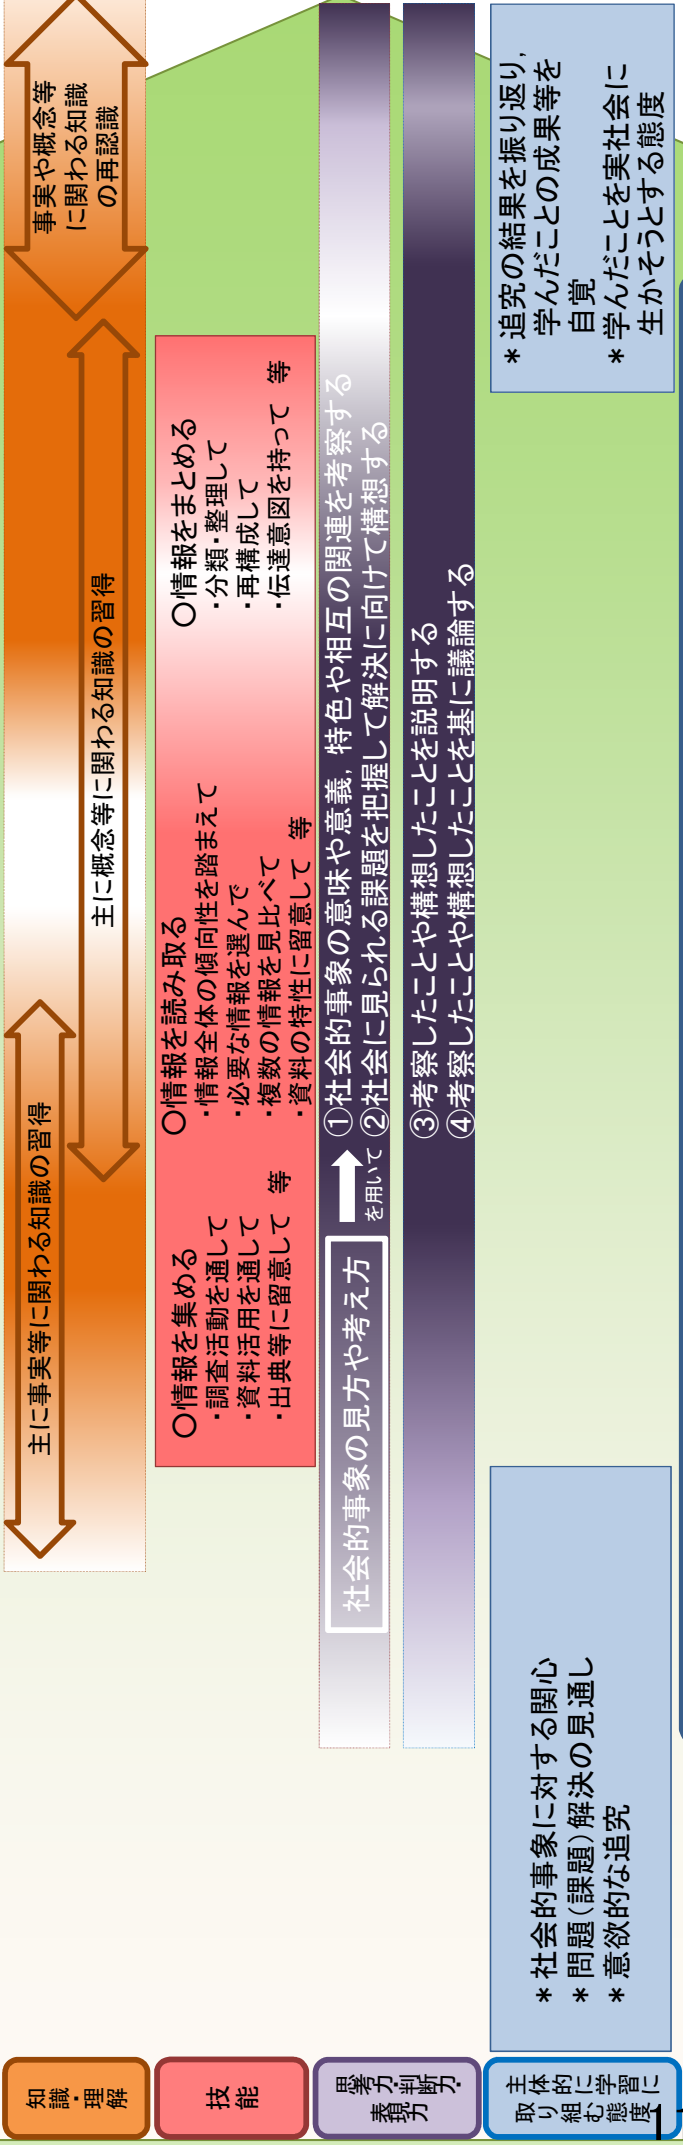 知識・理解
主に事実等に関わる知識の習得
主に概念等に関わる知識の習得
事実や概念等
に関わる知識
の再認識
技能
○情報を集める
・調査活動を通して
・資料活用を通して
・出典等に留意して 等
○情報を読み取る
・情報全体の傾向性を踏まえて
・必要な情報を選んで
・複数の情報を見比べて
・資料の特性に留意して 等
○情報をまとめる
・分類・整理して
・再構成して
・伝達意図を持って 等
思考力・判断力・
表現力
社会的事象の見方や考え方
を用いて
①社会的事象の意味や意義，特色や相互の関連を考察する
②社会に見られる課題を把握して解決に向けて構想する
③考察したことや構想したことを説明する
④考察したことや構想したことを基に議論する
主体的に学習に
取り組む態度
＊社会的事象に対する関心
＊問題（課題）解決の見通し
＊意欲的な追究
＊追究の結果を振り返り，
学んだことの成果等を
自覚
＊学んだことを実社会に
生かそうとする態度